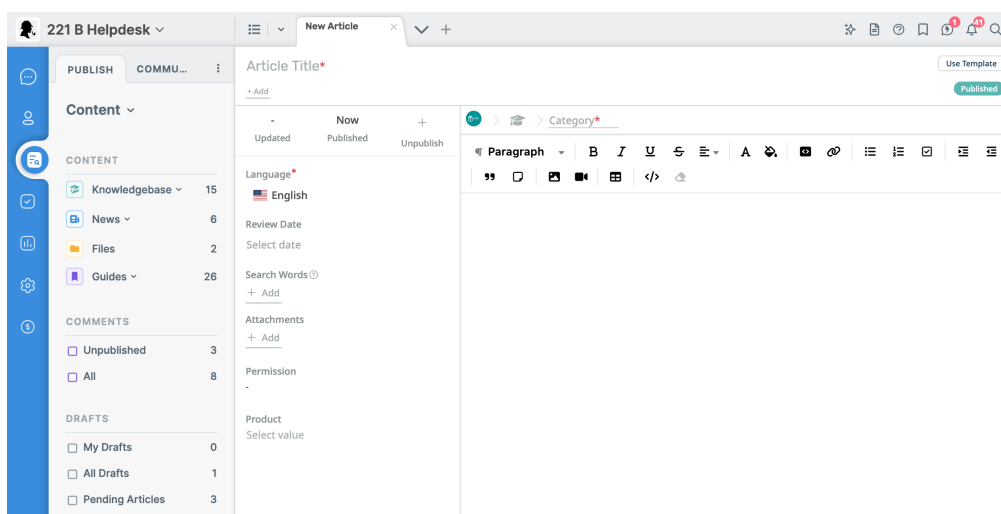 221 B Helpdesk
New Article
1
41
PUBLISH
COMMU...
Article Title*
Use Template
+ Add
Published
Content
-
Updated
Now
Published
+
Unpublish
Category*
Paragraph
B I U S A
CONTENT
Knowledgebase 15
News 6
Files 2
Guides 26
COMMENTS
Unpublished 3
All 8
DRAFTS
My Drafts 0
All Drafts 1
Pending Articles 3
Language*
English
Review Date
Select date
Search Words
+ Add
Attachments
+ Add
Permission
-
Product
Select value